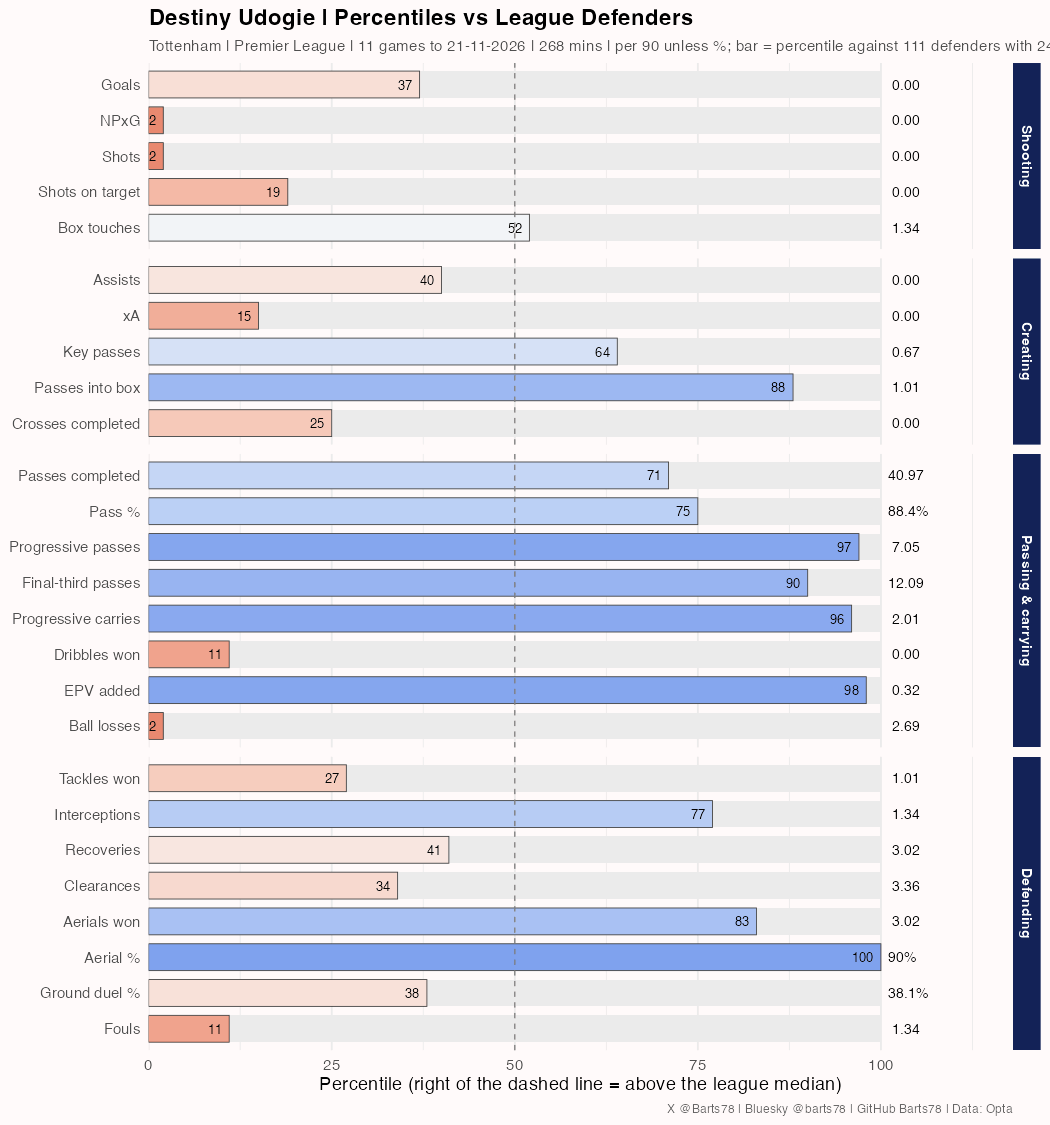 Destiny Udogie | Percentiles vs League Defenders
Tottenham | Premier League | 11 games to 21-11-2026 | 268 mins | per 90 unless %; bar = percentile against 111 defenders with 24
Goals 37 0.00
NPxG 2 0.00
Shots 2 0.00
Shots on target 19 0.00
Box touches 52 1.34
Shooting
Assists 40 0.00
xA 15 0.00
Key passes 64 0.67
Passes into box 88 1.01
Crosses completed 25 0.00
Creating
Passes completed 71 40.97
Pass % 75 88.4%
Progressive passes 97 7.05
Final-third passes 90 12.09
Progressive carries 96 2.01
Dribbles won 11 0.00
EPV added 98 0.32
Ball losses 2 2.69
Passing & carrying
Tackles won 27 1.01
Interceptions 77 1.34
Recoveries 41 3.02
Clearances 34 3.36
Aerials won 83 3.02
Aerial % 100 90%
Ground duel % 38 38.1%
Fouls 11 1.34
Defending
0 25 50 75 100
Percentile (right of the dashed line = above the league median)
X @Barts78 | Bluesky @barts78 | GitHub Barts78 | Data: Opta